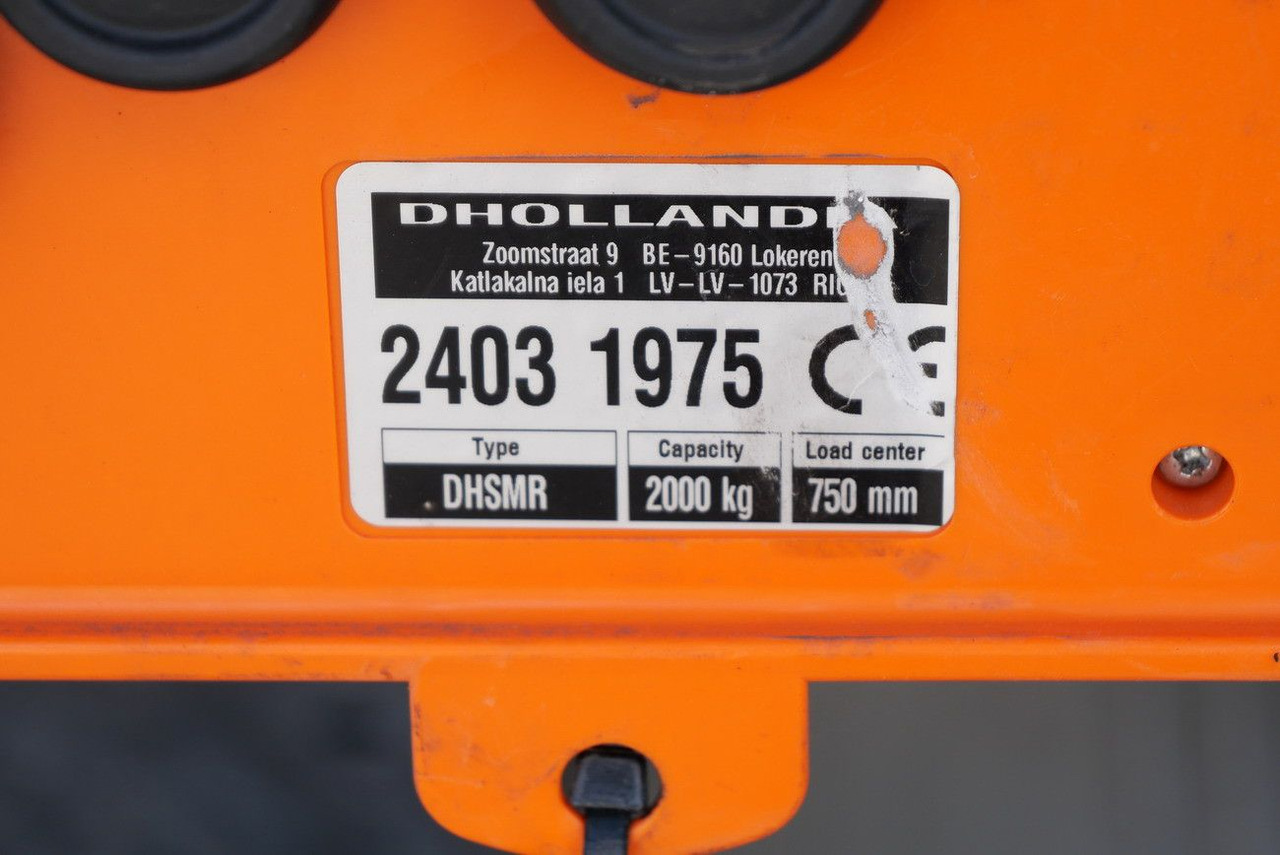 DHOLLAND
Zoomstraat 9 BE-9160 Lokeren
Katlakalna iela 1 LV-LV-1073
2403 1975 CE
Type Capacity Load center
DHSMR 2000 kg 750 mm